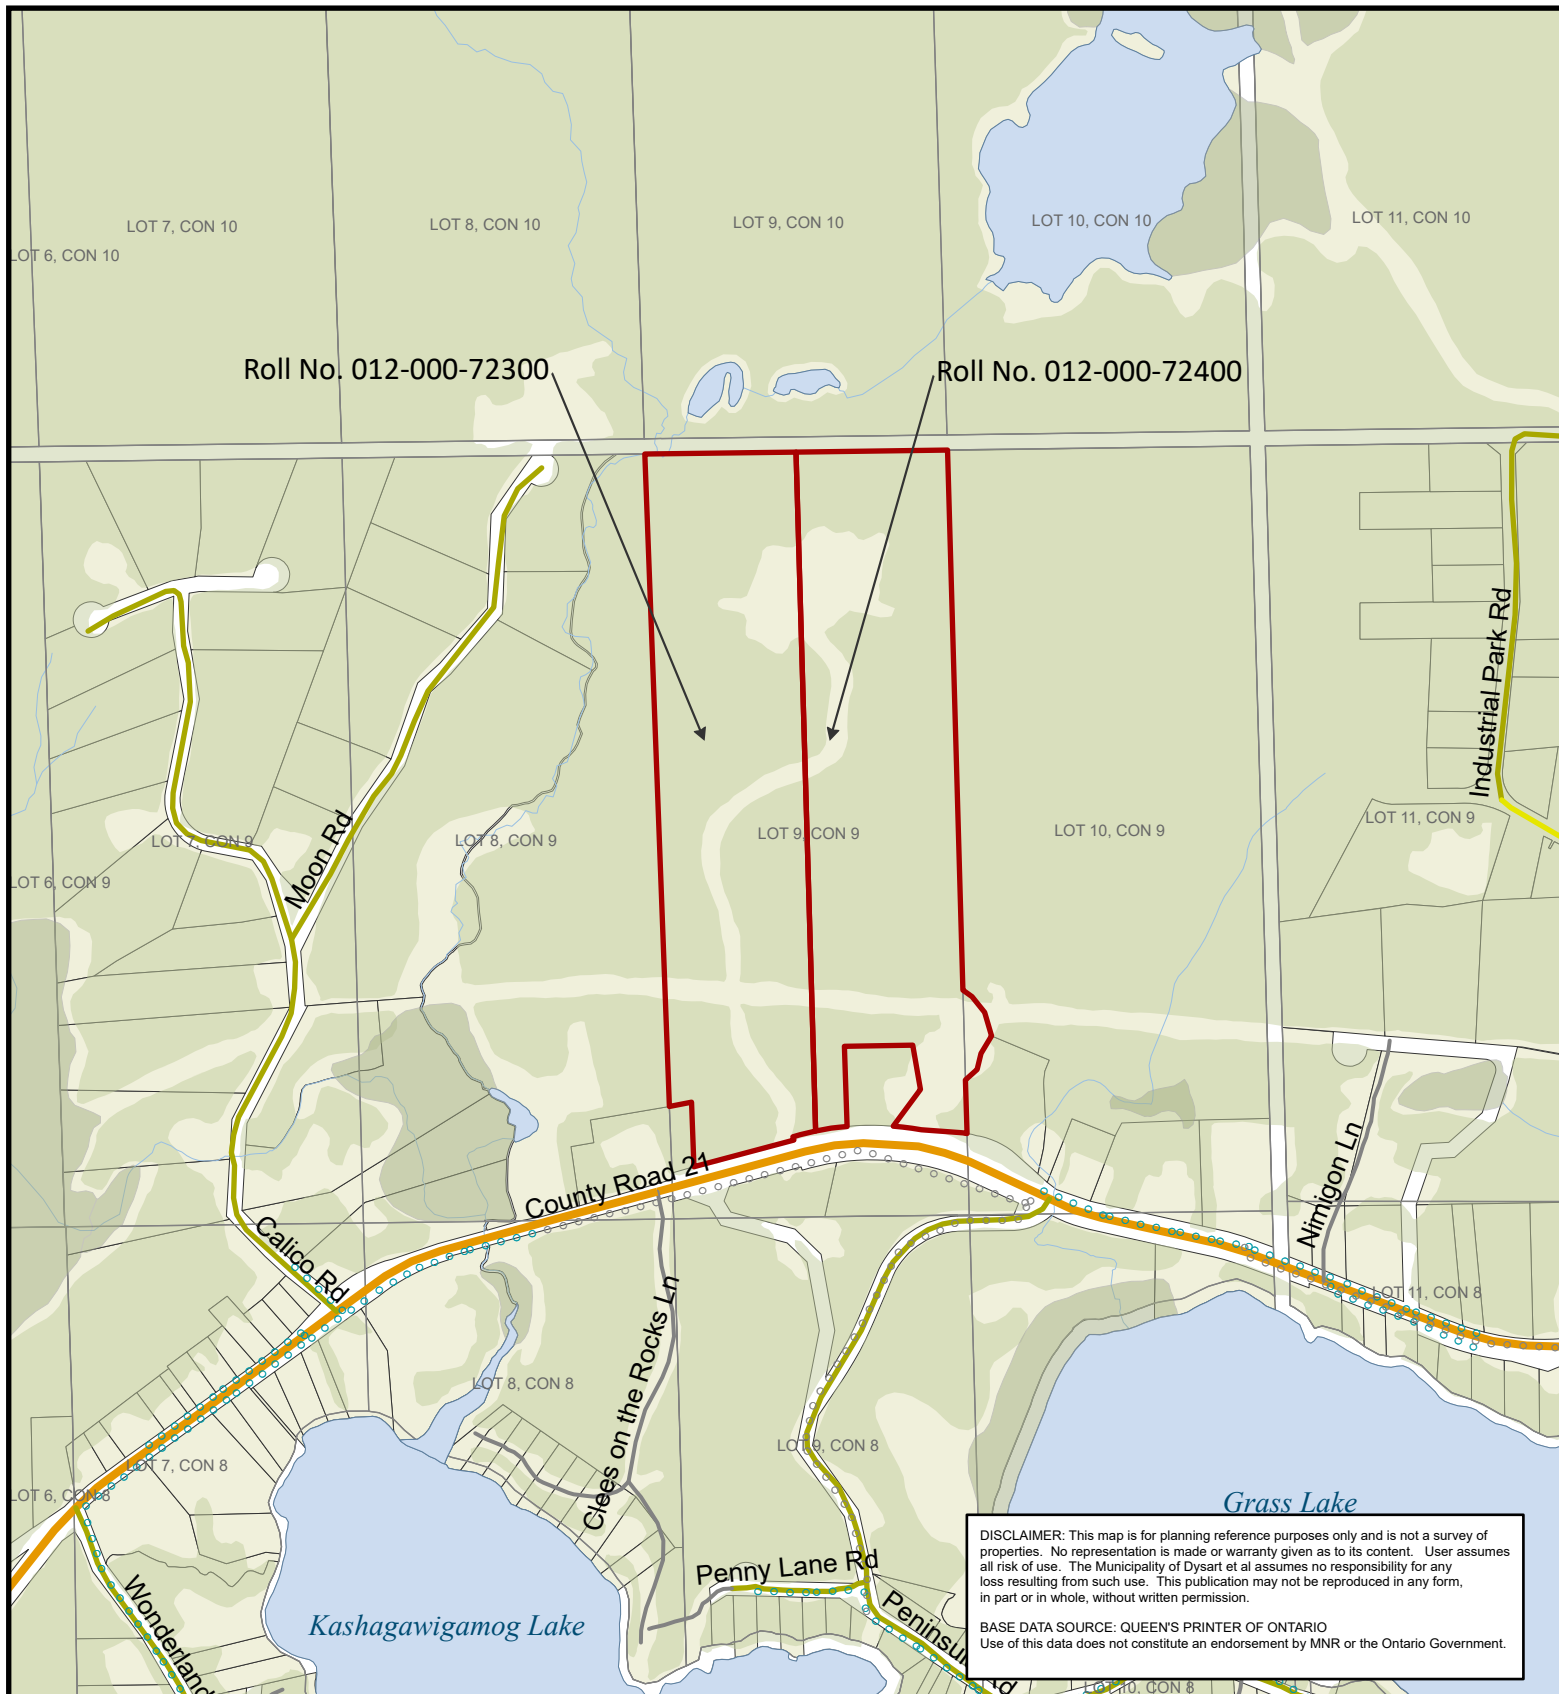 LOT 7, CON 10
LOT 8, CON 10
LOT 9, CON 10
LOT 10, CON 10
LOT 11, CON 10
LOT 6, CON 10
Roll No. 012-000-72300
Roll No. 012-000-72400
Industrial Park Rd
Moon Rd
LOT 7, CON 9
LOT 8, CON 9
LOT 9, CON 9
LOT 10, CON 9
LOT 11, CON 9
LOT 6, CON 9
County Road 21
Nimigon Ln
Calico Rd
Clees on the Rocks Ln
LOT 11, CON 8
LOT 8, CON 8
LOT 9, CON 8
LOT 7, CON 8
LOT 6, CON 8
Grass Lake
DISCLAIMER: This map is for planning reference purposes only and is not a survey of
properties. No representation is made or warranty given as to its content. User assumes
all risk of use. The Municipality of Dysart et al assumes no responsibility for any
loss resulting from such use. This publication may not be reproduced in any form,
in part or in whole, without written permission.
BASE DATA SOURCE: QUEEN'S PRINTER OF ONTARIO
Use of this data does not constitute an endorsement by MNR or the Ontario Government.
Penny Lane Rd
Wonderland
Kashagawigamog Lake
LOT 10, CON 8